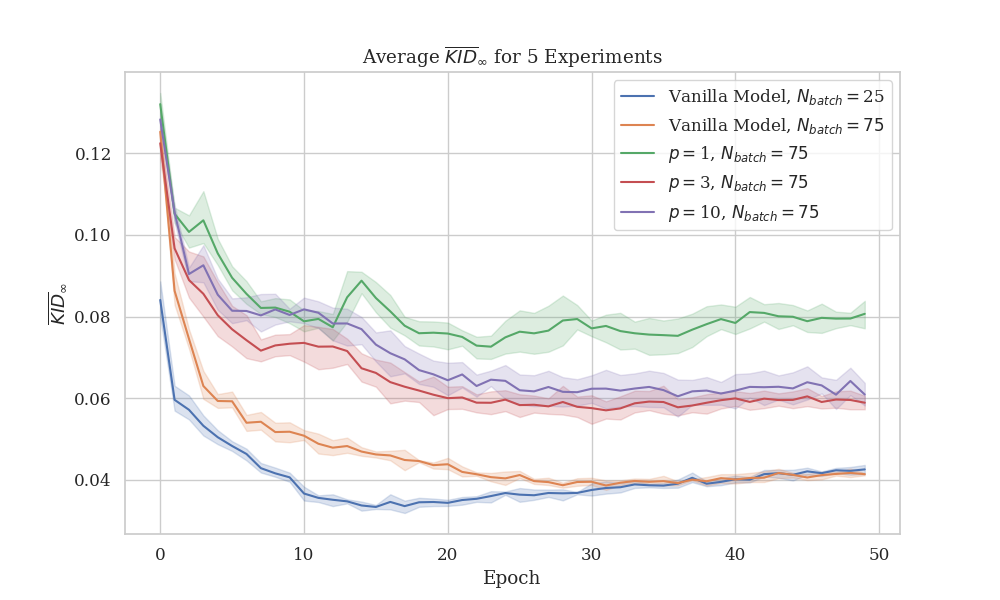 Average $\overline{KID}_\infty$ for 5 Experiments
Vanilla Model, $N_{batch} = 25$
Vanilla Model, $N_{batch} = 75$
$p = 1$, $N_{batch} = 75$
$p = 3$, $N_{batch} = 75$
$p = 10$, $N_{batch} = 75$
0.12
0.10
0.08
0.06
0.04
$\overline{KID}_\infty$
0 10 20 30 40 50
Epoch